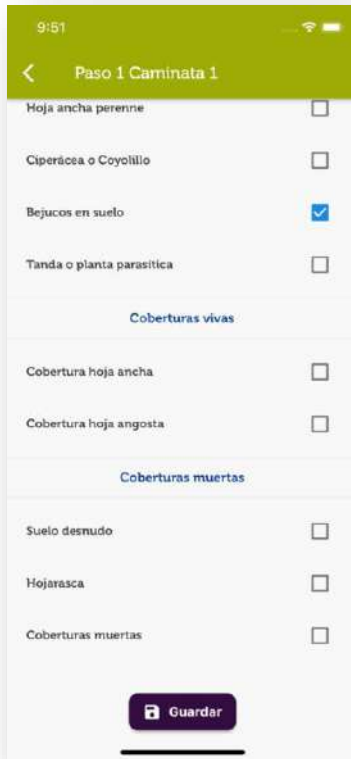 9:51
Paso 1 Caminata 1
Hoja ancha perenne
Ciperácea o Coyolillo
Bejucos en suelo
Tanda o planta parasítica
Coberturas vivas
Cobertura hoja ancha
Cobertura hoja angosta
Coberturas muertas
Suelo desnudo
Hojarasca
Coberturas muertas
Guardar